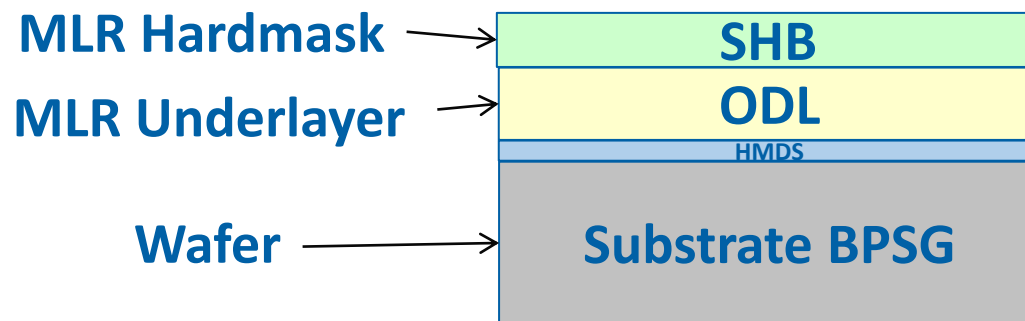 MLR Hardmask
SHB
MLR Underlayer
ODL
HMDS
Wafer
Substrate BPSG